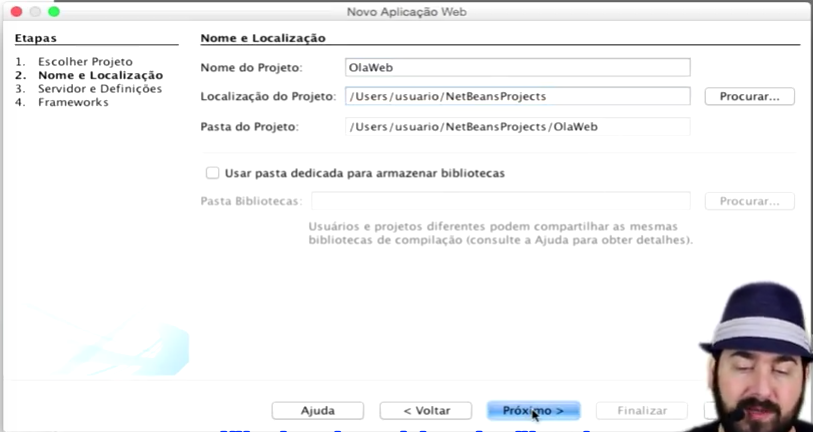 Novo Aplicação Web
Etapas
1. Escolher Projeto
2. Nome e Localização
3. Servidor e Definições
4. Frameworks
Nome e Localização
Nome do Projeto: OlaWeb
Localização do Projeto: /Users/usuario/NetBeansProjects Procurar...
Pasta do Projeto: /Users/usuario/NetBeansProjects/OlaWeb
Usar pasta dedicada para armazenar bibliotecas
Pasta Bibliotecas: Procurar...
Usuários e projetos diferentes podem compartilhar as mesmas
bibliotecas de compilação (consulte a Ajuda para obter detalhes).
Ajuda < Voltar Próximo > Finalizar